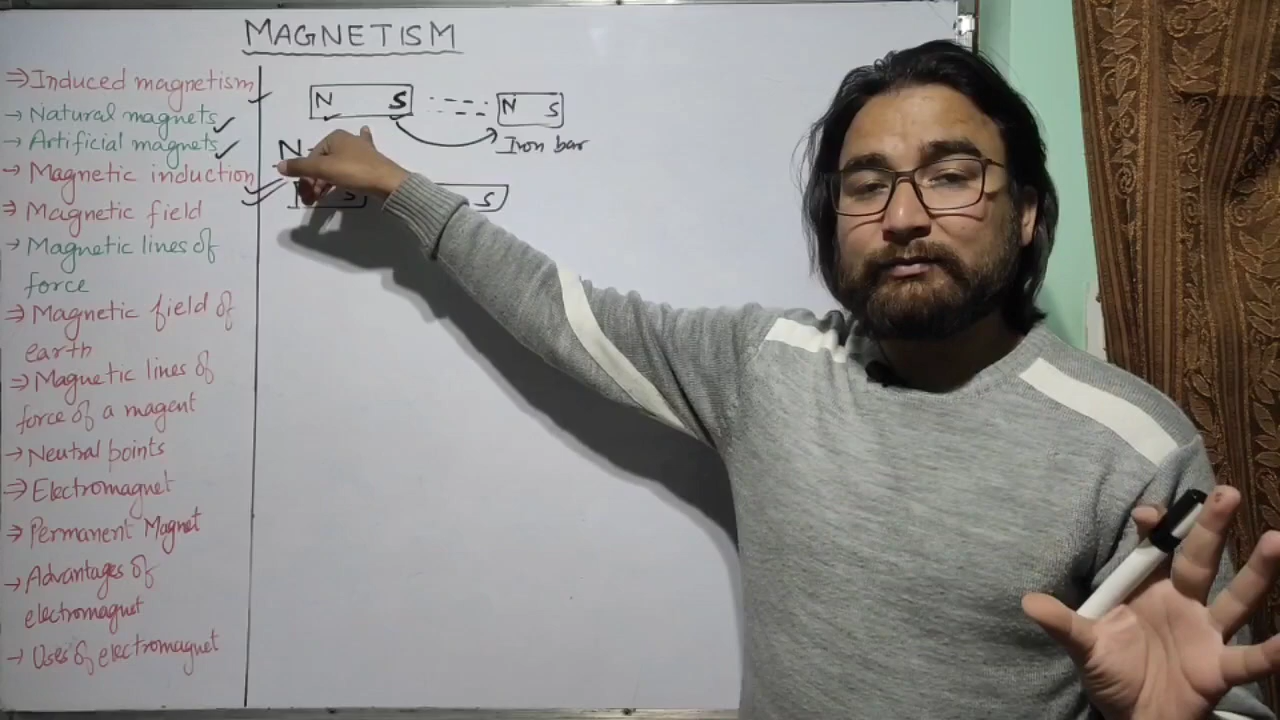 MAGNETISM
⇒ Induced magnetism
→ Natural magnets ✓
→ Artificial magnets ✓
→ Magnetic induction
⇒ Magnetic field
→ Magnetic lines of
force
⇒ Magnetic field of
earth
⇒ Magnetic lines of
force of a magent
→ Neutral points
⇒ Electromagnet
→ Permanent Magnet
→ Advantages of
electromagnet
→ Uses of electromagnet
N S N S
Iron bar
N
S S